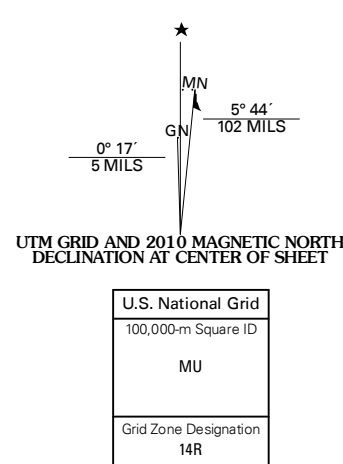 ★
MN
GN
5° 44´
102 MILS
0° 17´
5 MILS
UTM GRID AND 2010 MAGNETIC NORTH
DECLINATION AT CENTER OF SHEET
U.S. National Grid
100,000-m Square ID
MU
Grid Zone Designation
14R